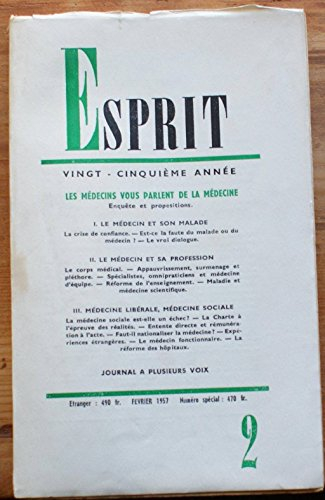 ESPRIT
VINGT - CINQUIÈME ANNÉE
LES MÉDECINS VOUS PARLENT DE LA MÉDECINE
Enquête et propositions.
I. LE MÉDECIN ET SON MALADE
La crise de confiance. — Est-ce la faute du malade ou du
médecin ? — Le vrai dialogue.
II. LE MÉDECIN ET SA PROFESSION
Le corps médical. — Appauvrissement, surmenage et
pléthore. — Spécialistes, omnipraticiens et médecine
d'équipe. — Réforme de l'enseignement. — Maladie et
médecine scientifique.
III. MÉDECINE LIBÉRALE, MÉDECINE SOCIALE
La médecine sociale est-elle un échec? — La Charte à
l'épreuve des réalités. — Entente directe et rémunéra-
tion à l'acte. — Faut-il nationaliser la médecine? — Expé-
riences étrangères. — Le médecin fonctionnaire. — La
réforme des hôpitaux.
JOURNAL A PLUSIEURS VOIX
Etranger : 490 fr. FEVRIER 1957 Numéro spécial : 470 fr.
2